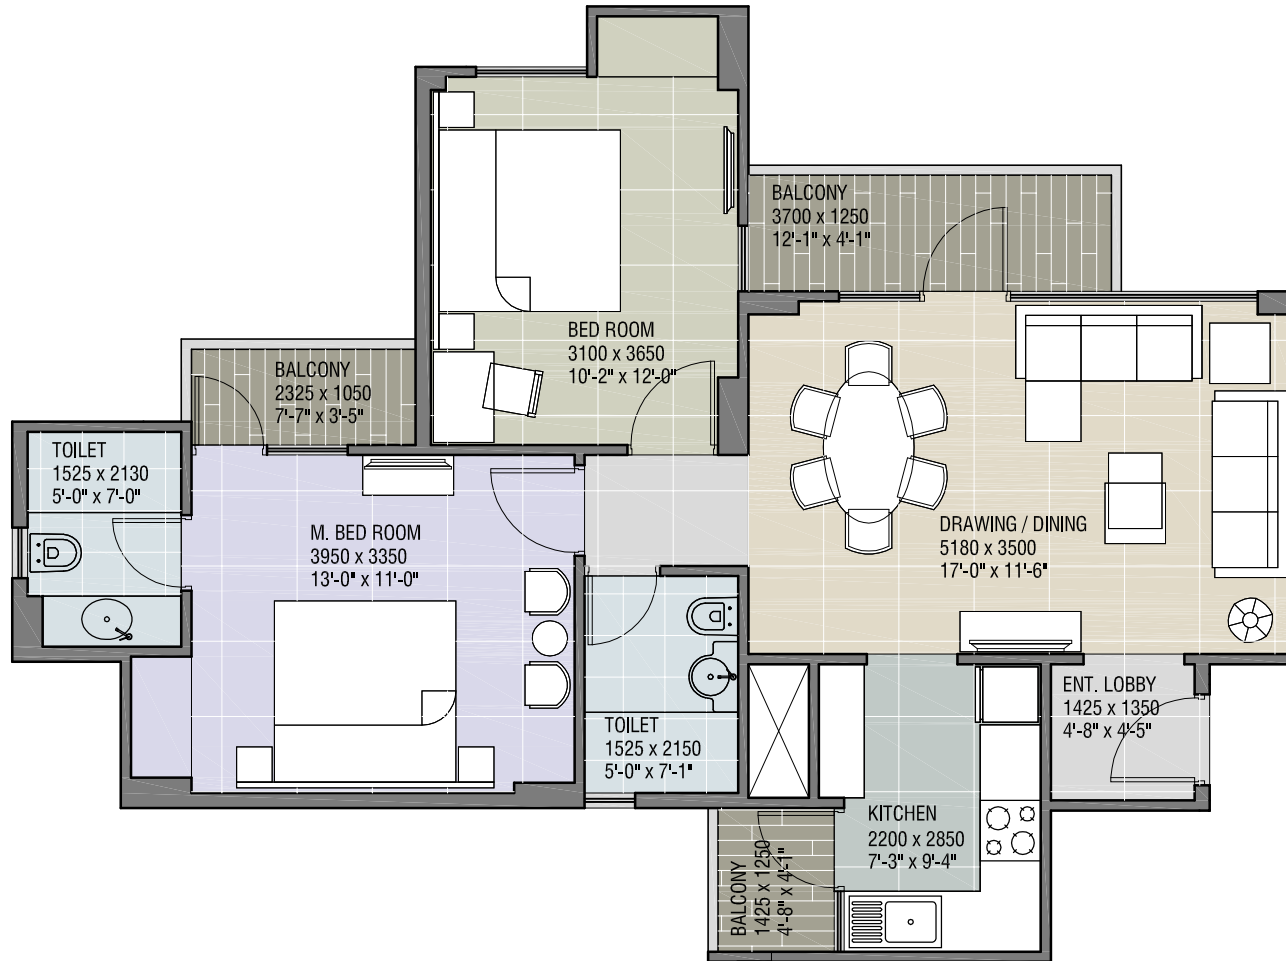 BALCONY
3700 x 1250
12'-1" x 4'-1"
BED ROOM
3100 x 3650
10'-2" x 12'-0"
BALCONY
2325 x 1050
7'-7" x 3'-5"
TOILET
1525 x 2130
5'-0" x 7'-0"
M. BED ROOM
3950 x 3350
13'-0" x 11'-0"
DRAWING / DINING
5180 x 3500
17'-0" x 11'-6"
ENT. LOBBY
1425 x 1350
4'-8" x 4'-5"
TOILET
1525 x 2150
5'-0" x 7'-1"
KITCHEN
2200 x 2850
7'-3" x 9'-4"
BALCONY
1425 x 1250
4'-8" x 4'-1"